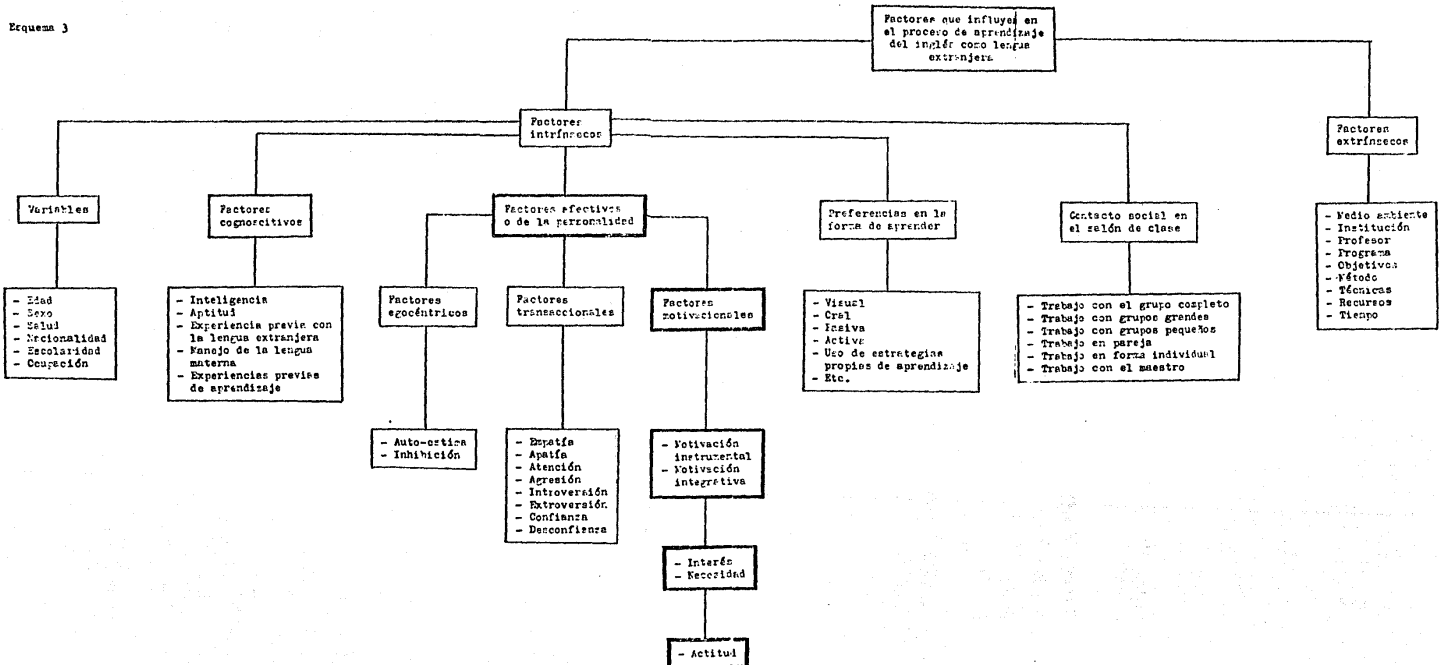 Esquema 3
Factores que influyen en
el proceso de aprendizaje
del inglés como lengua
extranjera
Factores
intrínsecos
Factores
extrínsecos
Variables
Factores
cognoscitivos
Factores afectivos
o de la personalidad
Preferencias en la
forma de aprender
Contacto social en
el salón de clase
- Medio ambiente
- Institución
- Profesor
- Programa
- Objetivos
- Método
- Técnicas
- Recursos
- Tiempo
- Edad
- Sexo
- Salud
- Nacionalidad
- Escolaridad
- Ocupación
- Inteligencia
- Aptitud
- Experiencia previa con
la lengua extranjera
- Manejo de la lengua
materna
- Experiencias previas
de aprendizaje
Factores
egocéntricos
Factores
transaccionales
Factores
motivacionales
- Visual
- Oral
- Pasiva
- Activa
- Uso de estrategias
propias de aprendizaje
- Etc.
- Trabajo con el grupo completo
- Trabajo con grupos grandes
- Trabajo con grupos pequeños
- Trabajo en pareja
- Trabajo en forma individual
- Trabajo con el maestro
- Auto-estima
- Inhibición
- Empatía
- Apatía
- Atención
- Agresión
- Introversión
- Extroversión
- Confianza
- Desconfianza
- Motivación
instrumental
- Motivación
integrativa
- Interés
- Necesidad
- Actitud